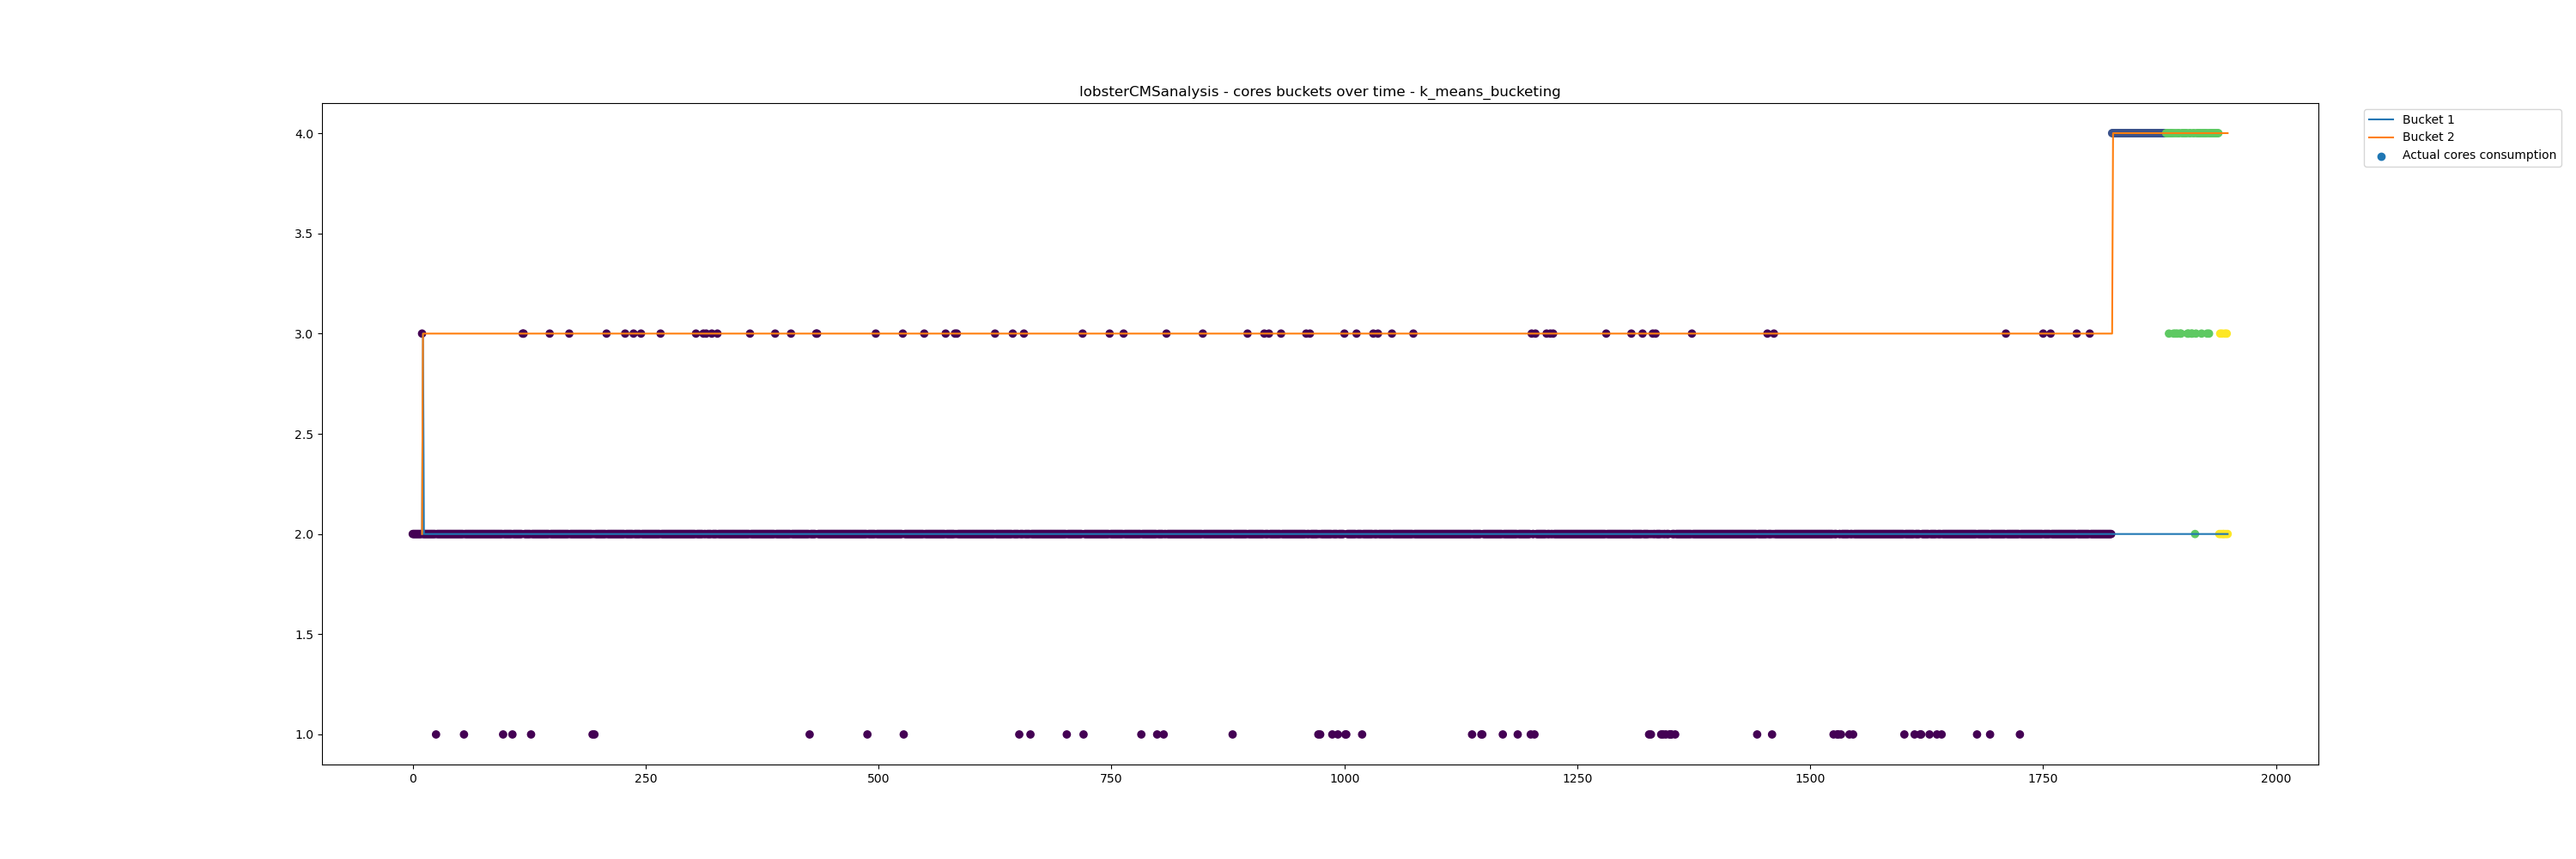 lobsterCMSanalysis - cores buckets over time - k_means_bucketing
Bucket 1
Bucket 2
Actual cores consumption
4.0
3.5
3.0
2.5
2.0
1.5
1.0
0 250 500 750 1000 1250 1500 1750 2000